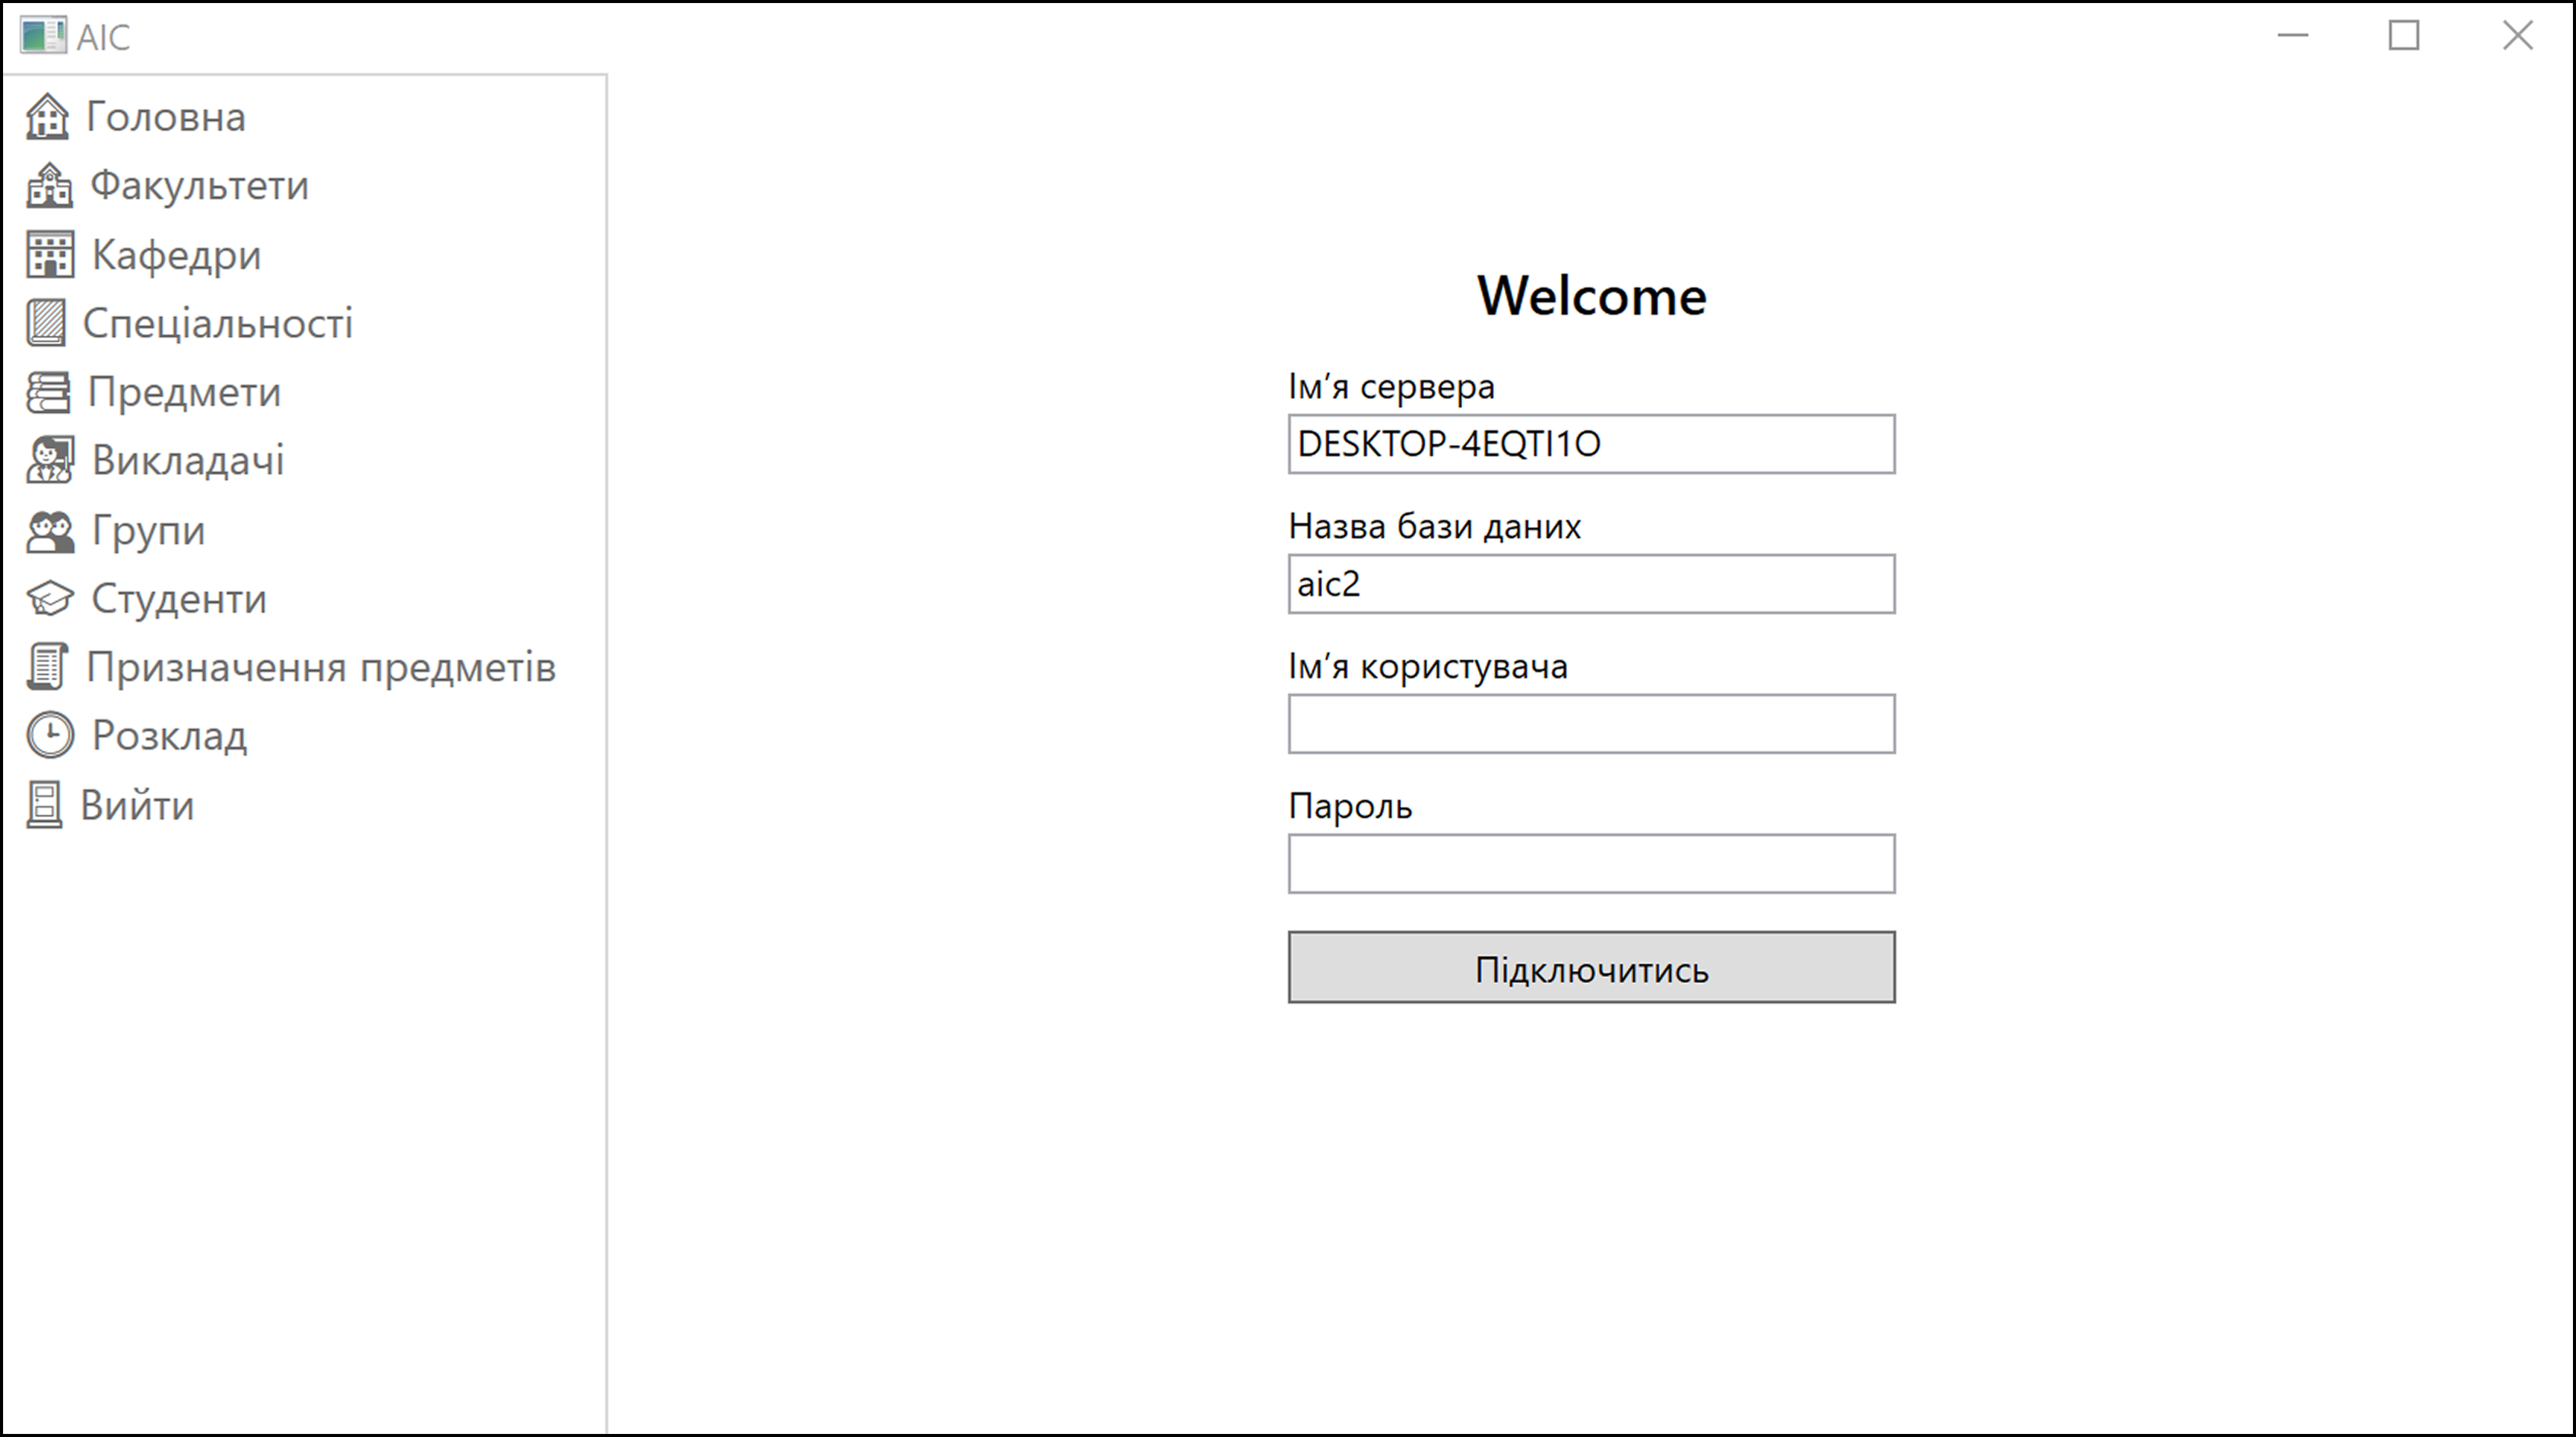 AIC
Головна
Факультети
Кафедри
Спеціальності
Предмети
Викладачі
Групи
Студенти
Призначення предметів
Розклад
Вийти
Welcome
Ім’я сервера
DESKTOP-4EQTI1O
Назва бази даних
aic2
Ім’я користувача
Пароль
Підключитись